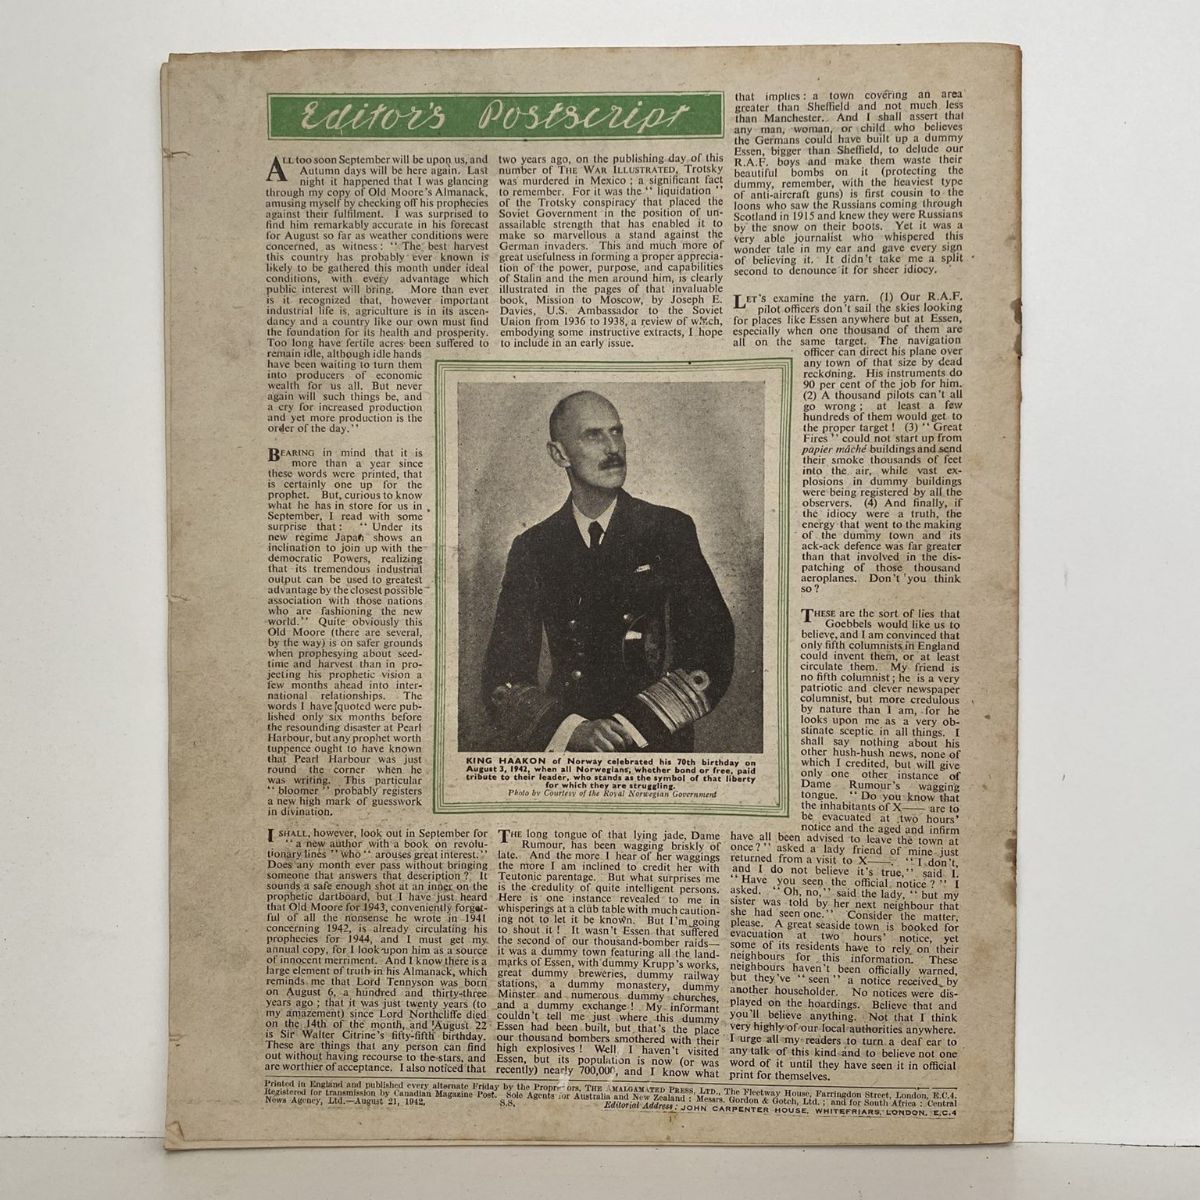 Editor's Postscript
ALL too soon September will be upon us, and
Autumn days will be here again. Last
night it happened that I was glancing
through my copy of Old Moore's Almanack,
amusing myself by checking off his prophecies
against their fulfilment. I was surprised to
find him remarkably accurate in his forecast
for August so far as weather conditions were
concerned, as witness: "The best harvest
this country has probably ever known is
likely to be gathered this month under ideal
conditions, with every advantage which
public interest will bring. More than ever
is it recognized that, however important
industrial life is, agriculture is in its ascen-
dancy and a country like our own must find
the foundation for its health and prosperity.
Too long have fertile acres been suffered to
remain idle, although idle hands
have been waiting to turn them
into producers of economic
wealth for us all. But never
again will such things be, and
a cry for increased production
and yet more production is the
order of the day."
BEARING in mind that it is
more than a year since
these words were printed, that
is certainly one up for the
prophet. But, curious to know
what he has in store for us in
September, I read with some
surprise that: "Under its
new regime Japan shows an
inclination to join up with the
democratic Powers, realizing
that its tremendous industrial
output can be used to greatest
advantage by the closest possible
association with those nations
who are fashioning the new
world." Quite obviously this
Old Moore (there are several,
by the way) is on safer grounds
when prophesying about seed-
time and harvest than in pro-
jecting his prophetic vision a
few months ahead into inter-
national relationships. The
words I have quoted were pub-
lished only six months before
the resounding disaster at Pearl
Harbour, but any prophet worth
tuppence ought to have known
that Pearl Harbour was just
round the corner when he
was writing. This particular
"bloomer" probably registers
a new high mark of guesswork
in divination.
I SHALL, however, look out in September for
"a new author with a book on revolu-
tionary lines" who "arouses great interest."
Does any month ever pass without bringing
someone that answers that description? It
sounds a safe enough shot at an inner on the
prophetic dartboard, but I have just heard
that Old Moore for 1943, conveniently forget-
ful of all the nonsense he wrote in 1941
concerning 1942, is already circulating his
prophecies for 1944, and I must get my
annual copy, for I look upon him as a source
of innocent merriment. And I know there is a
large element of truth in his Almanack, which
reminds me that Lord Tennyson was born
on August 6, a hundred and thirty-three
years ago; that it was just twenty years (to
my amazement) since Lord Northcliffe died
on the 14th of the month, and August 22
is Sir Walter Citrine's fifty-fifth birthday.
These are things that any person can find
out without having recourse to the stars, and
are worthier of acceptance. I also noticed that
two years ago, on the publishing day of this
number of THE WAR ILLUSTRATED, Trotsky
was murdered in Mexico; a significant fact
to remember. For it was the "liquidation"
of the Trotsky conspiracy that placed the
Soviet Government in the position of un-
assailable strength that has enabled it to
make so marvellous a stand against the
German invaders. This and much more of
great usefulness in forming a proper apprecia-
tion of the power, purpose, and capabilities
of Stalin and the men around him, is clearly
illustrated in the pages of that invaluable
book, Mission to Moscow, by Joseph E.
Davies, U.S. Ambassador to the Soviet
Union from 1936 to 1938, a review of which,
embodying some instructive extracts, I hope
to include in an early issue.
KING HAAKON of Norway celebrated his 70th birthday on
August 3, 1942, when all Norwegians, whether bond or free, paid
tribute to their leader, who stands as the symbol of that liberty
for which they are struggling.
Photo by Courtesy of the Royal Norwegian Government
THE long tongue of that lying jade, Dame
Rumour, has been wagging briskly of
late. And the more I hear of her waggings
the more I am inclined to credit her with
Teutonic parentage. But what surprises me
is the credulity of quite intelligent persons.
Here is one instance revealed to me in
whisperings at a club table with much caution-
ing not to let it be known. But I'm going
to shout it! It wasn't Essen that suffered
the second of our thousand-bomber raids—
it was a dummy town featuring all the land-
marks of Essen, with dummy Krupp's works,
great dummy breweries, dummy railway
stations, a dummy monastery, dummy
Minster and numerous dummy churches,
and a dummy exchange! My informant
couldn't tell me just where this dummy
Essen had been built, but that's the place
our thousand bombers smothered with their
high explosives! Well, I haven't visited
Essen, but its population is now (or was
recently) nearly 700,000, and I know what
that implies: a town covering an area
greater than Sheffield and not much less
than Manchester. And I shall assert that
any man, woman, or child who believes
the Germans could have built up a dummy
Essen, bigger than Sheffield, to delude our
R.A.F. boys and make them waste their
beautiful bombs on it (protecting the
dummy, remember, with the heaviest type
of anti-aircraft guns) is first cousin to the
loons who saw the Russians coming through
Scotland in 1915 and knew they were Russians
by the snow on their boots. Yet it was a
very able journalist who whispered this
wonder tale in my ear and gave every sign
of believing it. It didn't take me a split
second to denounce it for sheer idiocy.
LET'S examine the yarn. (1) Our R.A.F.
pilot officers don't sail the skies looking
for places like Essen anywhere but at Essen,
especially when one thousand of them are
all on the same target. The navigation
officer can direct his plane over
any town of that size by dead
reckoning. His instruments do
90 per cent of the job for him.
(2) A thousand pilots can't all
go wrong; at least a few
hundreds of them would get to
the proper target! (3) "Great
Fires" could not start up from
papier mâché buildings and send
their smoke thousands of feet
into the air, while vast ex-
plosions in dummy buildings
were being registered by all the
observers. (4) And finally, if
the idiocy were a truth, the
energy that went to the making
of the dummy town and its
ack-ack defence was far greater
than that involved in the dis-
patching of those thousand
aeroplanes. Don't you think
so?
THESE are the sort of lies that
Goebbels would like us to
believe, and I am convinced that
only fifth columnists in England
could invent them, or at least
circulate them. My friend is
no fifth columnist; he is a very
patriotic and clever newspaper
columnist, but more credulous
by nature than I am, for he
looks upon me as a very ob-
stinate sceptic in all things. I
shall say nothing about his
other hush-hush news, none of
which I credited, but will give
only one other instance of
Dame Rumour's wagging
tongue. "Do you know that
the inhabitants of X—— are to
be evacuated at two hours'
notice and the aged and infirm
have all been advised to leave the town at
once?" asked a lady friend of mine just
returned from a visit to X——. "I don't,
and I do not believe it's true," said I.
"Have you seen the official notice?" I
asked. "Oh, no," said the lady, "but my
sister was told by her next neighbour that
she had seen one." Consider the matter,
please. A great seaside town is booked for
evacuation at two hours' notice, yet
some of its residents have to rely on their
neighbours for this information. These
neighbours haven't been officially warned,
but they've "seen" a notice received by
another householder. No notices were dis-
played on the hoardings. Believe that and
you'll believe anything. Not that I think
very highly of our local authorities anywhere.
I urge all my readers to turn a deaf ear to
any talk of this kind and to believe not one
word of it until they have seen it in official
print for themselves.
Printed in England and published every alternate Friday by the Proprietors, THE AMALGAMATED PRESS, LTD., The Fleetway House, Farringdon Street, London, E.C.4.
Registered for transmission by Canadian Magazine Post. Sole Agents for Australia and New Zealand: Messrs. Gordon & Gotch, Ltd.; and for South Africa: Central
News Agency, Ltd.—August 21, 1942. S.S. Editorial Address: JOHN CARPENTER HOUSE, WHITEFRIARS, LONDON, E.C.4